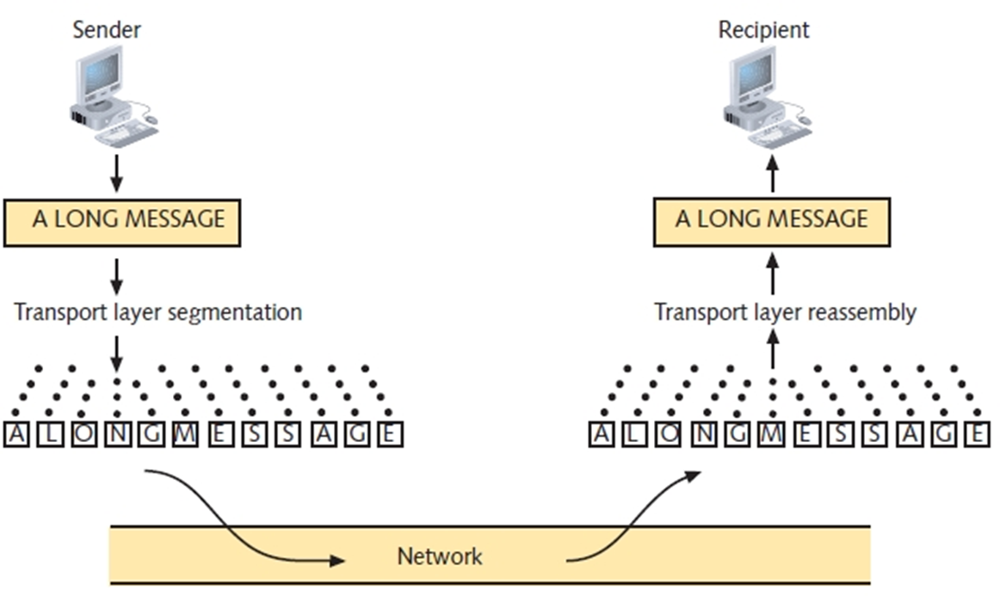 Sender
Recipient
A LONG MESSAGE
A LONG MESSAGE
Transport layer segmentation
Transport layer reassembly
A L O N G M E S S A G E
A L O N G M E S S A G E
Network